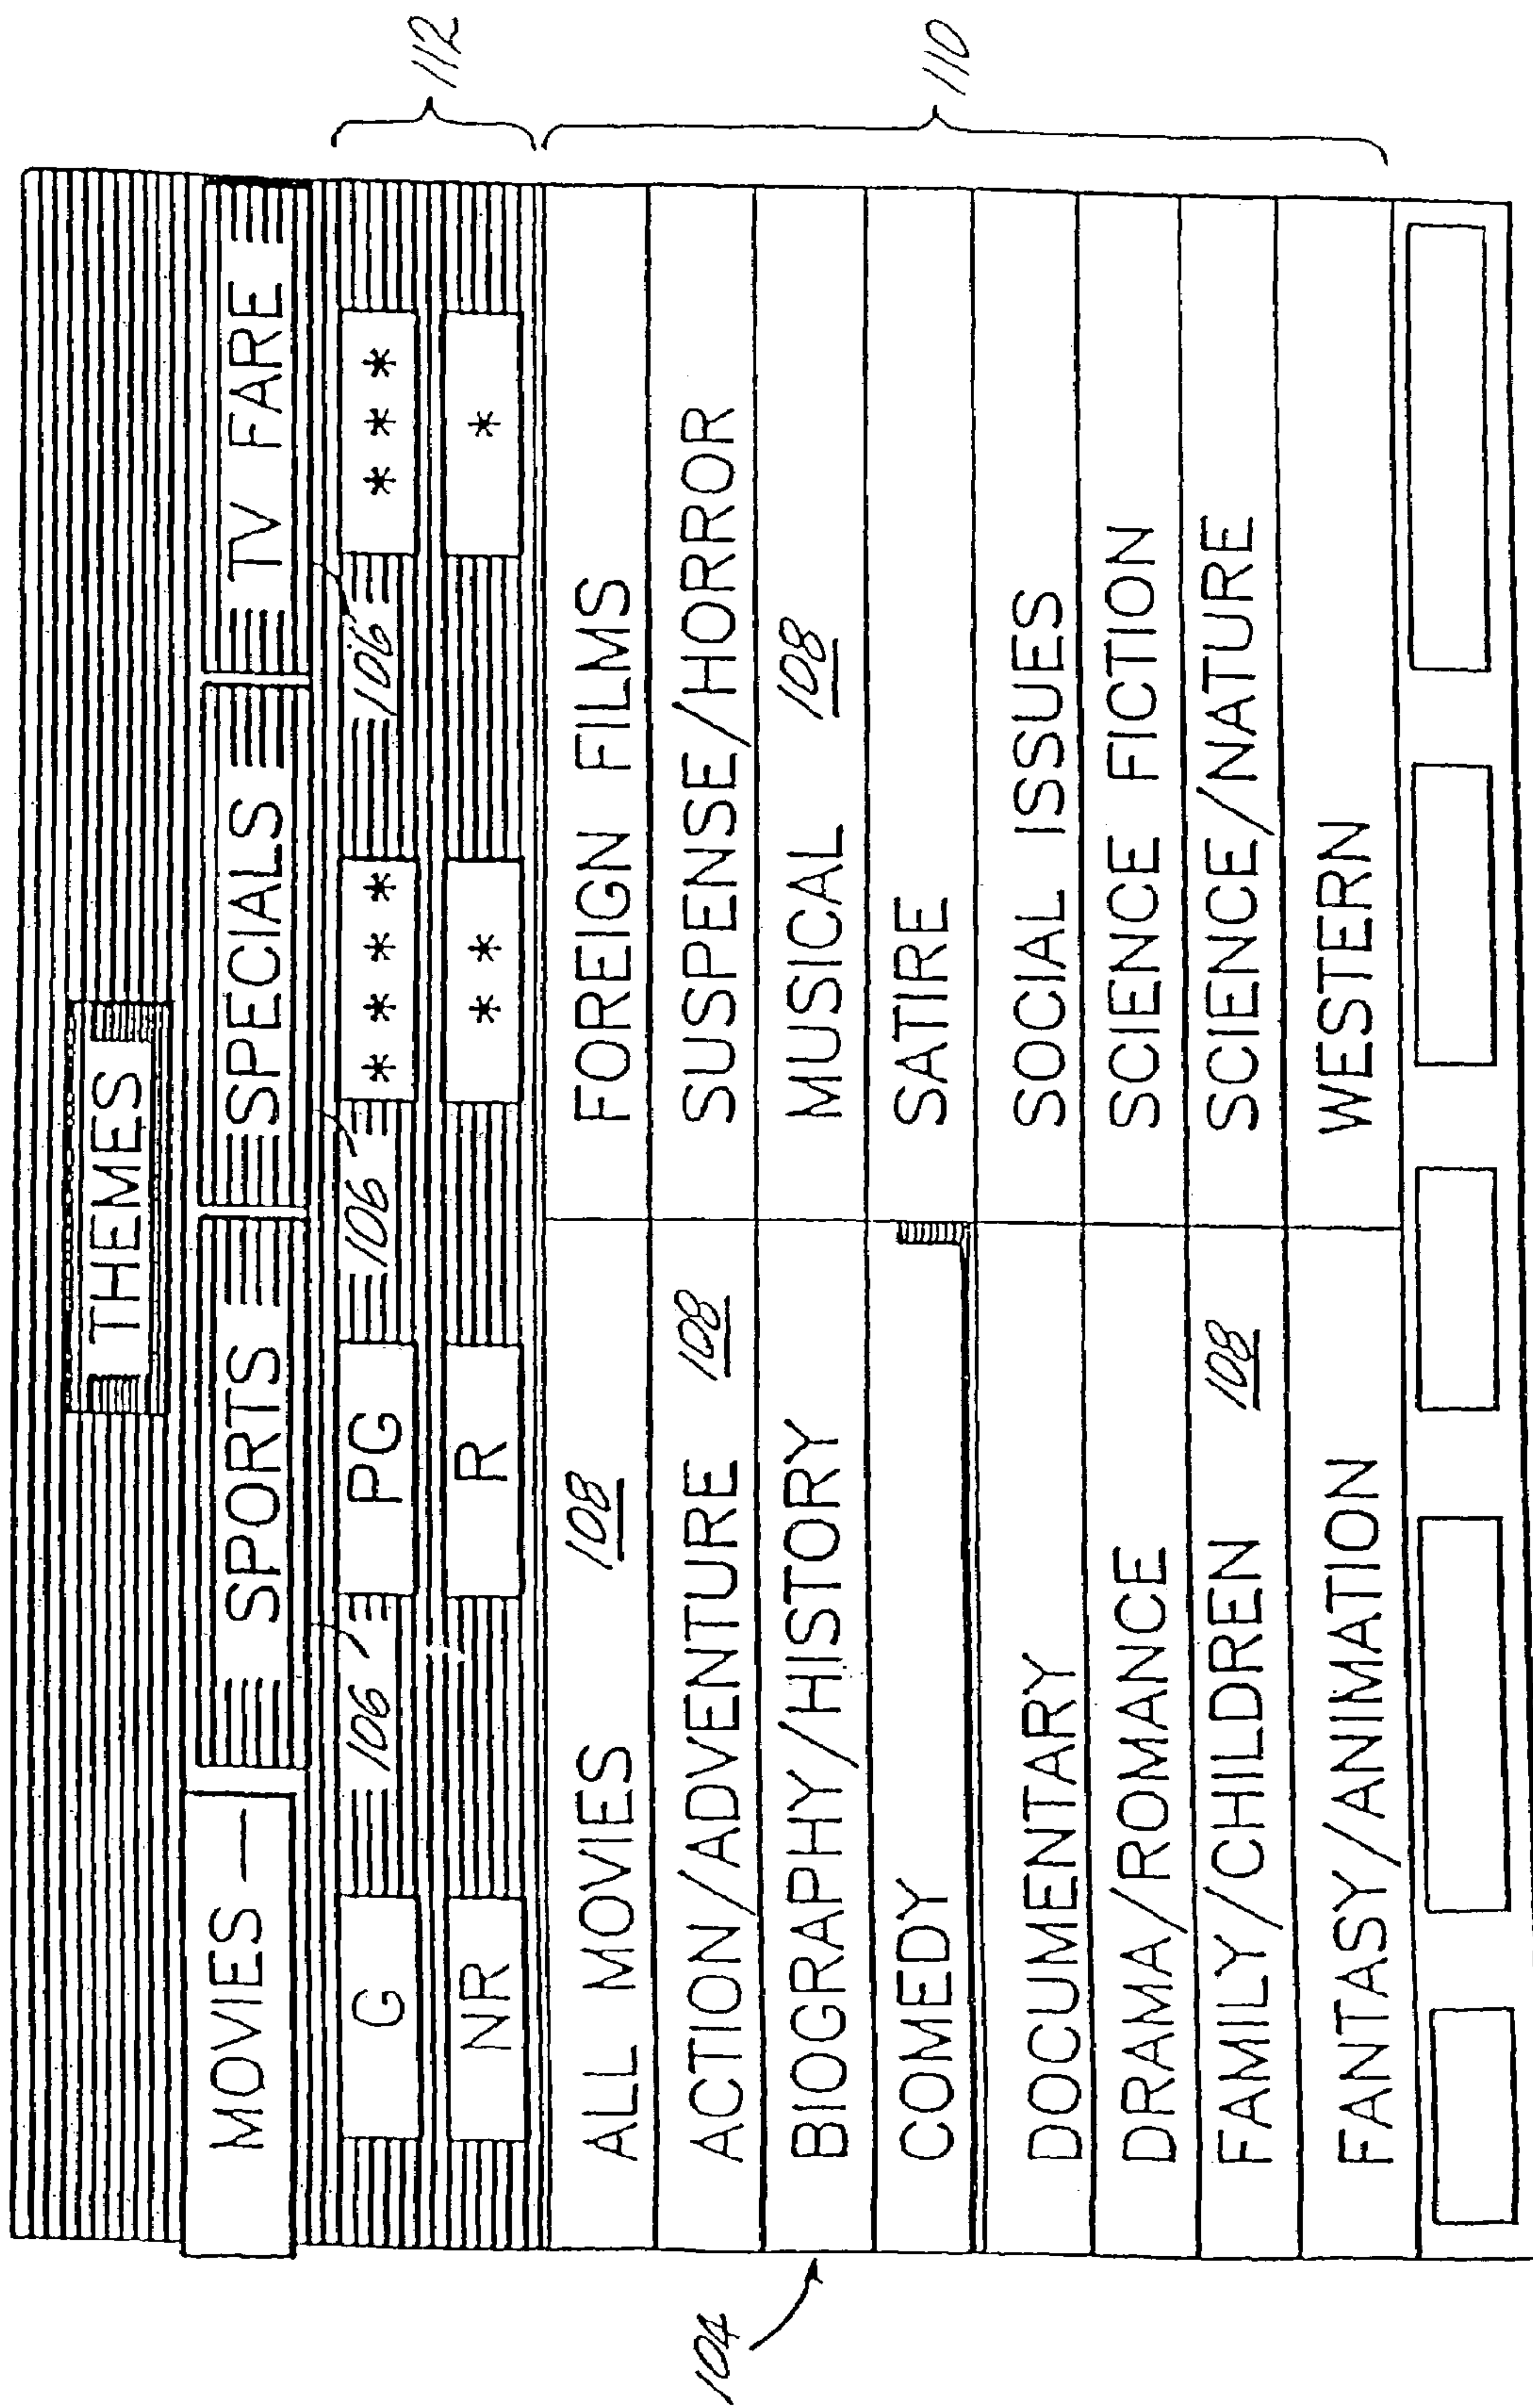 THEMES
MOVIES SPORTS SPECIALS TV FARE
G 106 PG 106 **** 106 *** 112
NR R ** *
ALL MOVIES 108 FOREIGN FILMS
ACTION/ADVENTURE 108 SUSPENSE/HORROR
BIOGRAPHY/HISTORY MUSICAL 108
104
COMEDY SATIRE
110
DOCUMENTARY SOCIAL ISSUES
DRAMA/ROMANCE SCIENCE FICTION
FAMILY/CHILDREN 108 SCIENCE/NATURE
FANTASY/ANIMATION WESTERN